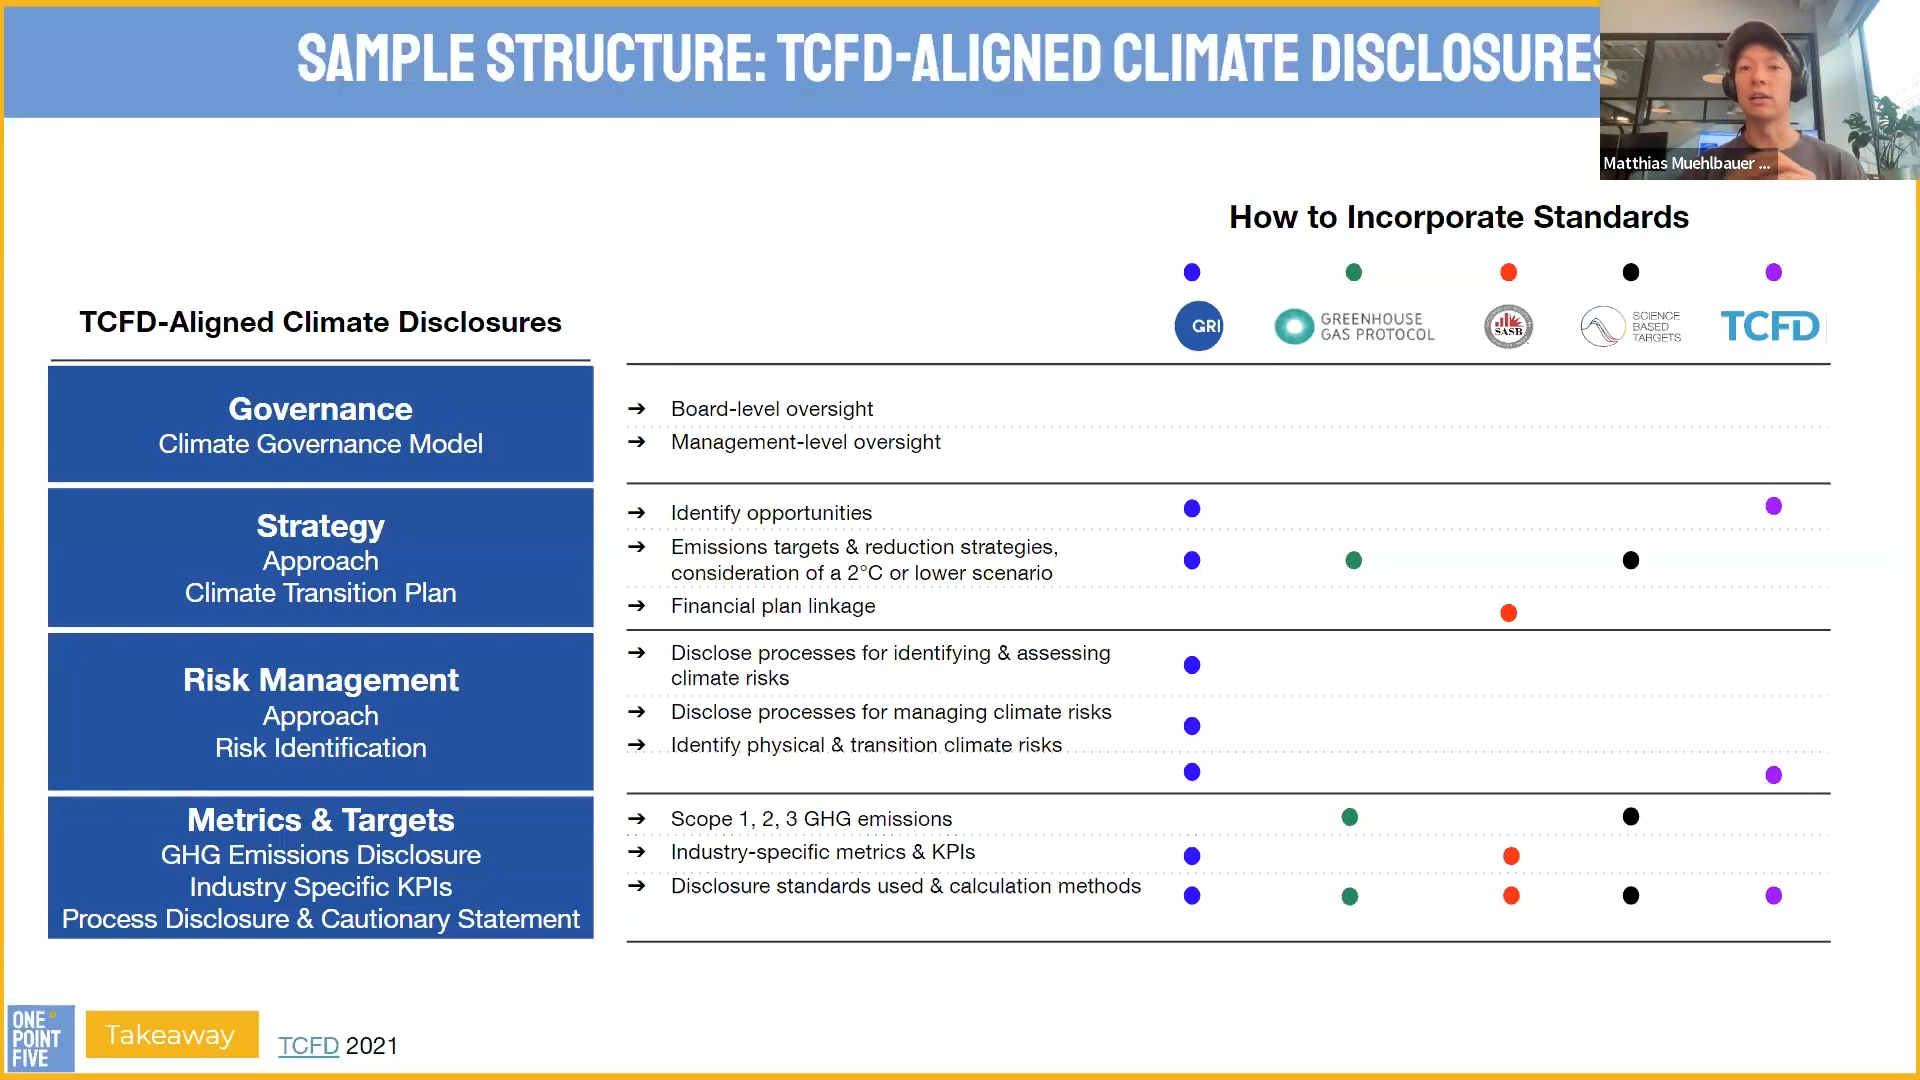 SAMPLE STRUCTURE: TCFD-ALIGNED CLIMATE DISCLOSURES
Matthias Muehlbauer ...
How to Incorporate Standards
TCFD-Aligned Climate Disclosures
GRI
GREENHOUSE
GAS PROTOCOL
SASB
SCIENCE
BASED
TARGETS
TCFD
Governance
Climate Governance Model
➔ Board-level oversight
➔ Management-level oversight
Strategy
Approach
Climate Transition Plan
➔ Identify opportunities
➔ Emissions targets & reduction strategies,
consideration of a 2°C or lower scenario
➔ Financial plan linkage
Risk Management
Approach
Risk Identification
➔ Disclose processes for identifying & assessing
climate risks
➔ Disclose processes for managing climate risks
➔ Identify physical & transition climate risks
Metrics & Targets
GHG Emissions Disclosure
Industry Specific KPIs
Process Disclosure & Cautionary Statement
➔ Scope 1, 2, 3 GHG emissions
➔ Industry-specific metrics & KPIs
➔ Disclosure standards used & calculation methods
ONE
POINT
FIVE
Takeaway
TCFD 2021